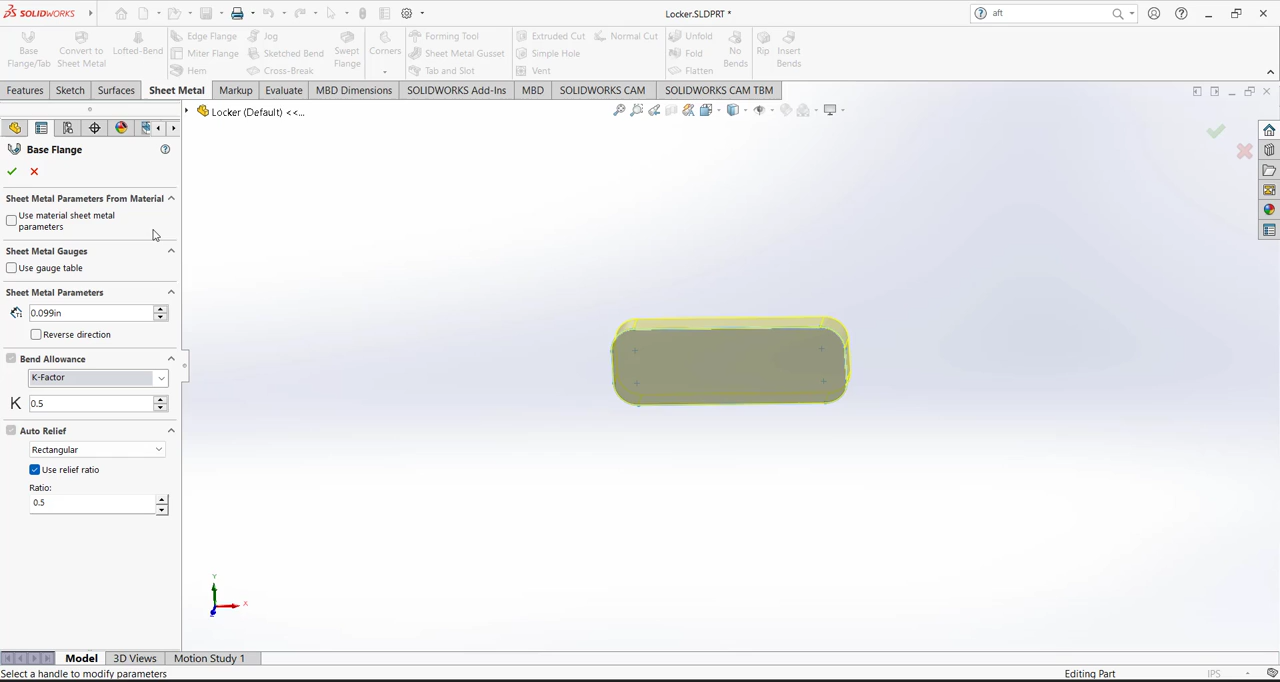 SOLIDWORKS
Locker.SLDPRT *
aft
Base Flange/Tab
Convert to Sheet Metal
Lofted-Bend
Edge Flange
Miter Flange
Hem
Jog
Sketched Bend
Cross-Break
Swept Flange
Corners
Forming Tool
Sheet Metal Gusset
Tab and Slot
Extruded Cut
Simple Hole
Vent
Normal Cut
Unfold
Fold
Flatten
No Bends
Rip
Insert Bends
Features
Sketch
Surfaces
Sheet Metal
Markup
Evaluate
MBD Dimensions
SOLIDWORKS Add-Ins
MBD
SOLIDWORKS CAM
SOLIDWORKS CAM TBM
Locker (Default) <<...
Base Flange
Sheet Metal Parameters From Material
Use material sheet metal
parameters
Sheet Metal Gauges
Use gauge table
Sheet Metal Parameters
0.099in
Reverse direction
Bend Allowance
K-Factor
K
0.5
Auto Relief
Rectangular
Use relief ratio
Ratio:
0.5
Y
X
Model
3D Views
Motion Study 1
Select a handle to modify parameters
Editing Part
IPS